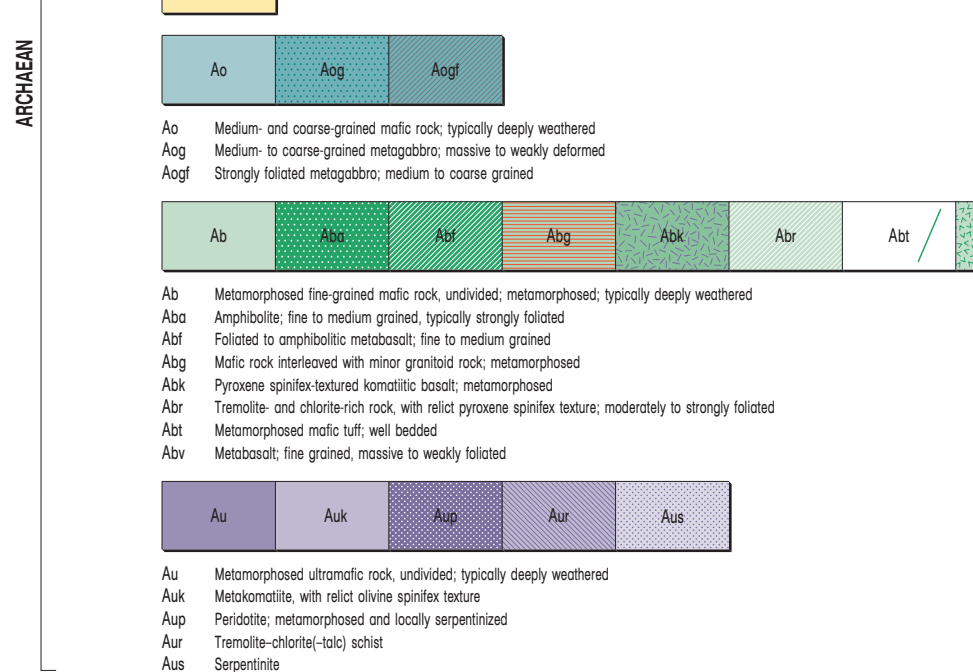 ARCHAEAN
Ao Aog Aogf
Ao Medium- and coarse-grained mafic rock; typically deeply weathered
Aog Medium- to coarse-grained metagabbro; massive to weakly deformed
Aogf Strongly foliated metagabbro; medium to coarse grained
Ab Aba Abf Abg Abk Abr Abt
Ab Metamorphosed fine-grained mafic rock, undivided; metamorphosed; typically deeply weathered
Aba Amphibolite; fine to medium grained, typically strongly foliated
Abf Foliated to amphibolitic metabasalt; fine to medium grained
Abg Mafic rock interleaved with minor granitoid rock; metamorphosed
Abk Pyroxene spinifex-textured komatiitic basalt; metamorphosed
Abr Tremolite- and chlorite-rich rock, with relict pyroxene spinifex texture; moderately to strongly foliated
Abt Metamorphosed mafic tuff; well bedded
Abv Metabasalt; fine grained, massive to weakly foliated
Au Auk Aup Aur Aus
Au Metamorphosed ultramafic rock, undivided; typically deeply weathered
Auk Metakomatiite, with relict olivine spinifex texture
Aup Peridotite; metamorphosed and locally serpentinized
Aur Tremolite–chlorite(–talc) schist
Aus Serpentinite